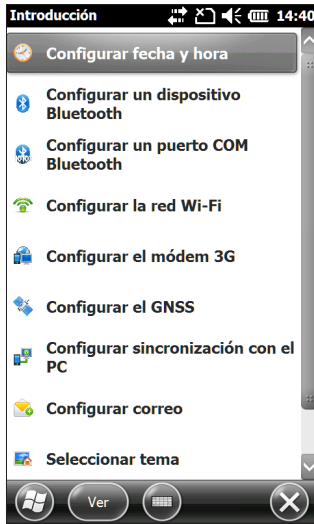 Introducción
14:40
Configurar fecha y hora
Configurar un dispositivo
Bluetooth
Configurar un puerto COM
Bluetooth
Configurar la red Wi-Fi
Configurar el módem 3G
Configurar el GNSS
Configurar sincronización con el
PC
Configurar correo
Seleccionar tema
Ver